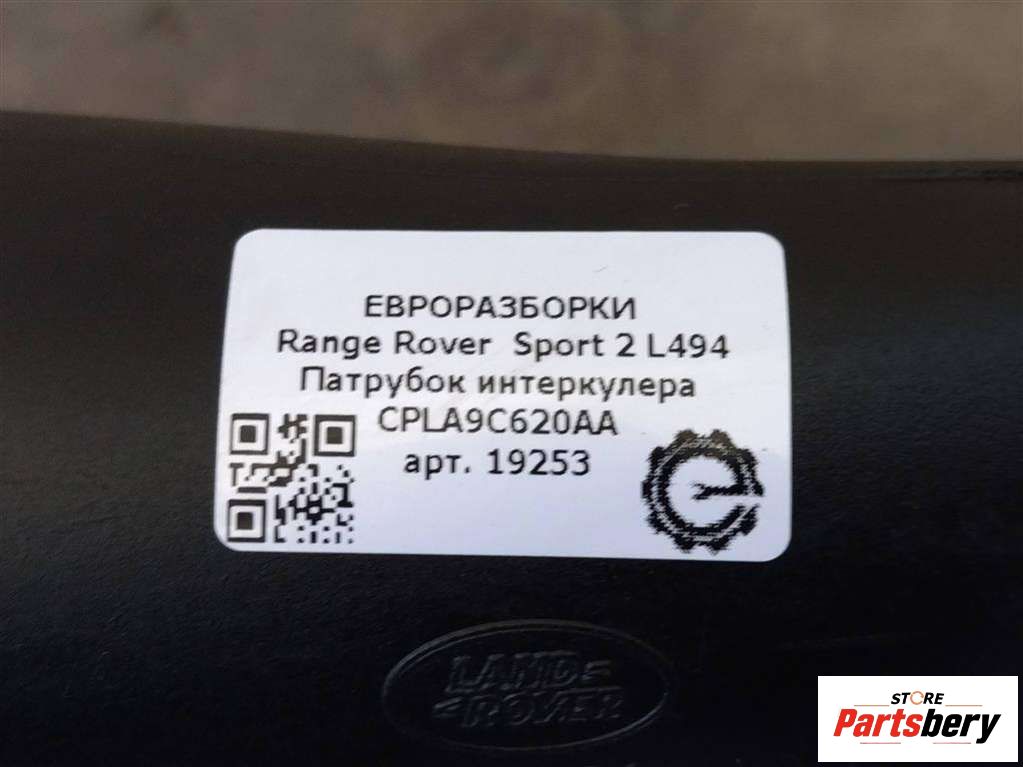 ЕВРОРАЗБОРКИ
Range Rover Sport 2 L494
Патрубок интеркулера
CPLA9C620AA
арт. 19253
LAND
ROVER
STORE
Partsbery